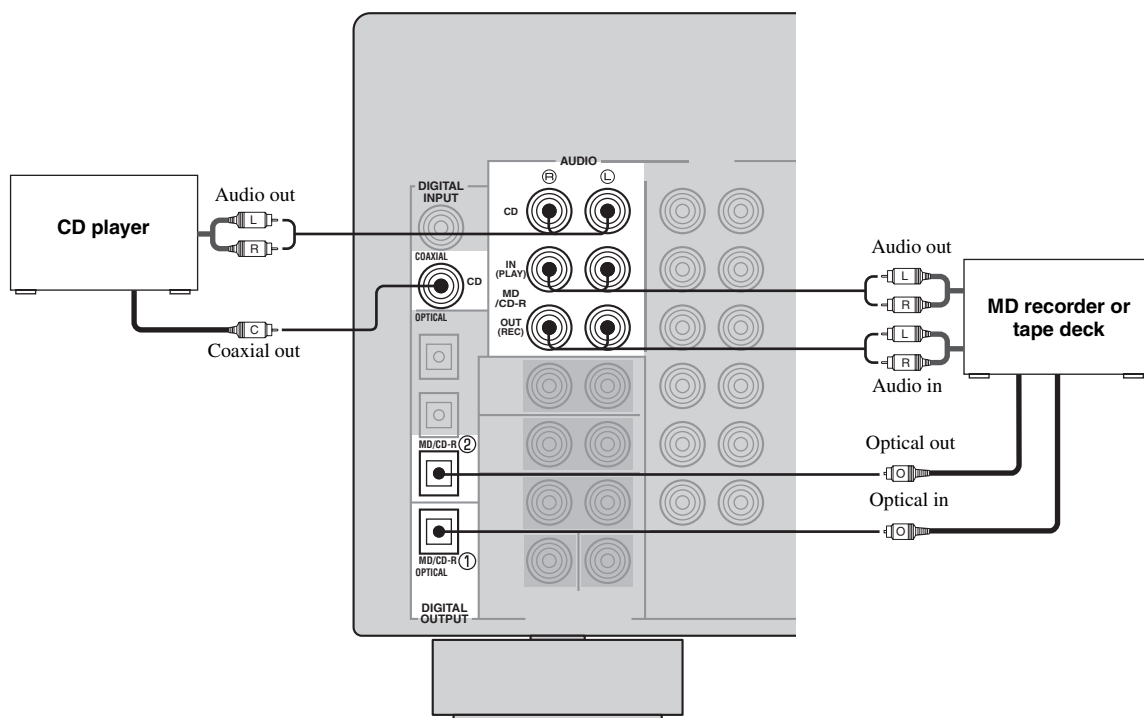 AUDIO
R L
DIGITAL
INPUT
CD
COAXIAL
CD
OPTICAL
IN
(PLAY)
MD
/CD-R
OUT
(REC)
MD/CD-R ②
MD/CD-R ①
OPTICAL
DIGITAL
OUTPUT
CD player
Audio out
L
R
C
Coaxial out
Audio out
L
R
L
R
Audio in
MD recorder or
tape deck
Optical out
O
Optical in
O